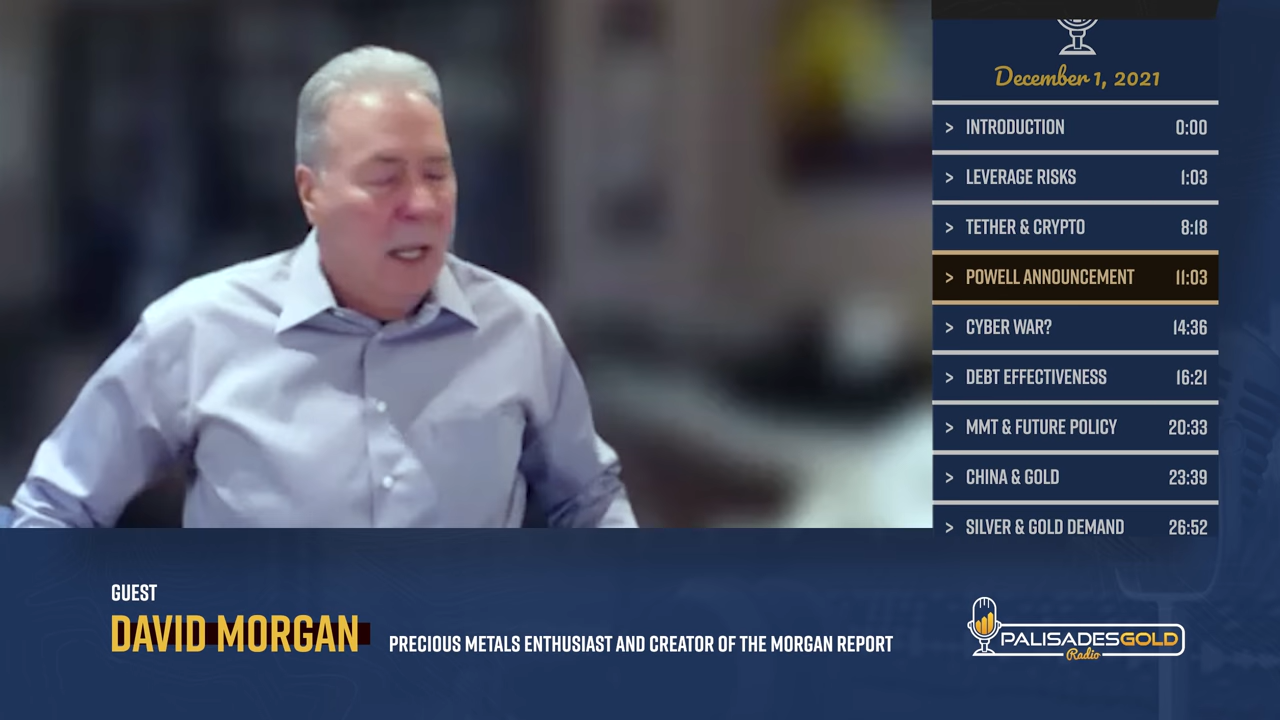 December 1, 2021
> INTRODUCTION 0:00
> LEVERAGE RISKS 1:03
> TETHER & CRYPTO 8:18
> POWELL ANNOUNCEMENT 11:03
> CYBER WAR? 14:36
> DEBT EFFECTIVENESS 16:21
> MMT & FUTURE POLICY 20:33
> CHINA & GOLD 23:39
> SILVER & GOLD DEMAND 26:52
GUEST
DAVID MORGAN
PRECIOUS METALS ENTHUSIAST AND CREATOR OF THE MORGAN REPORT
PALISADESGOLD
Radio